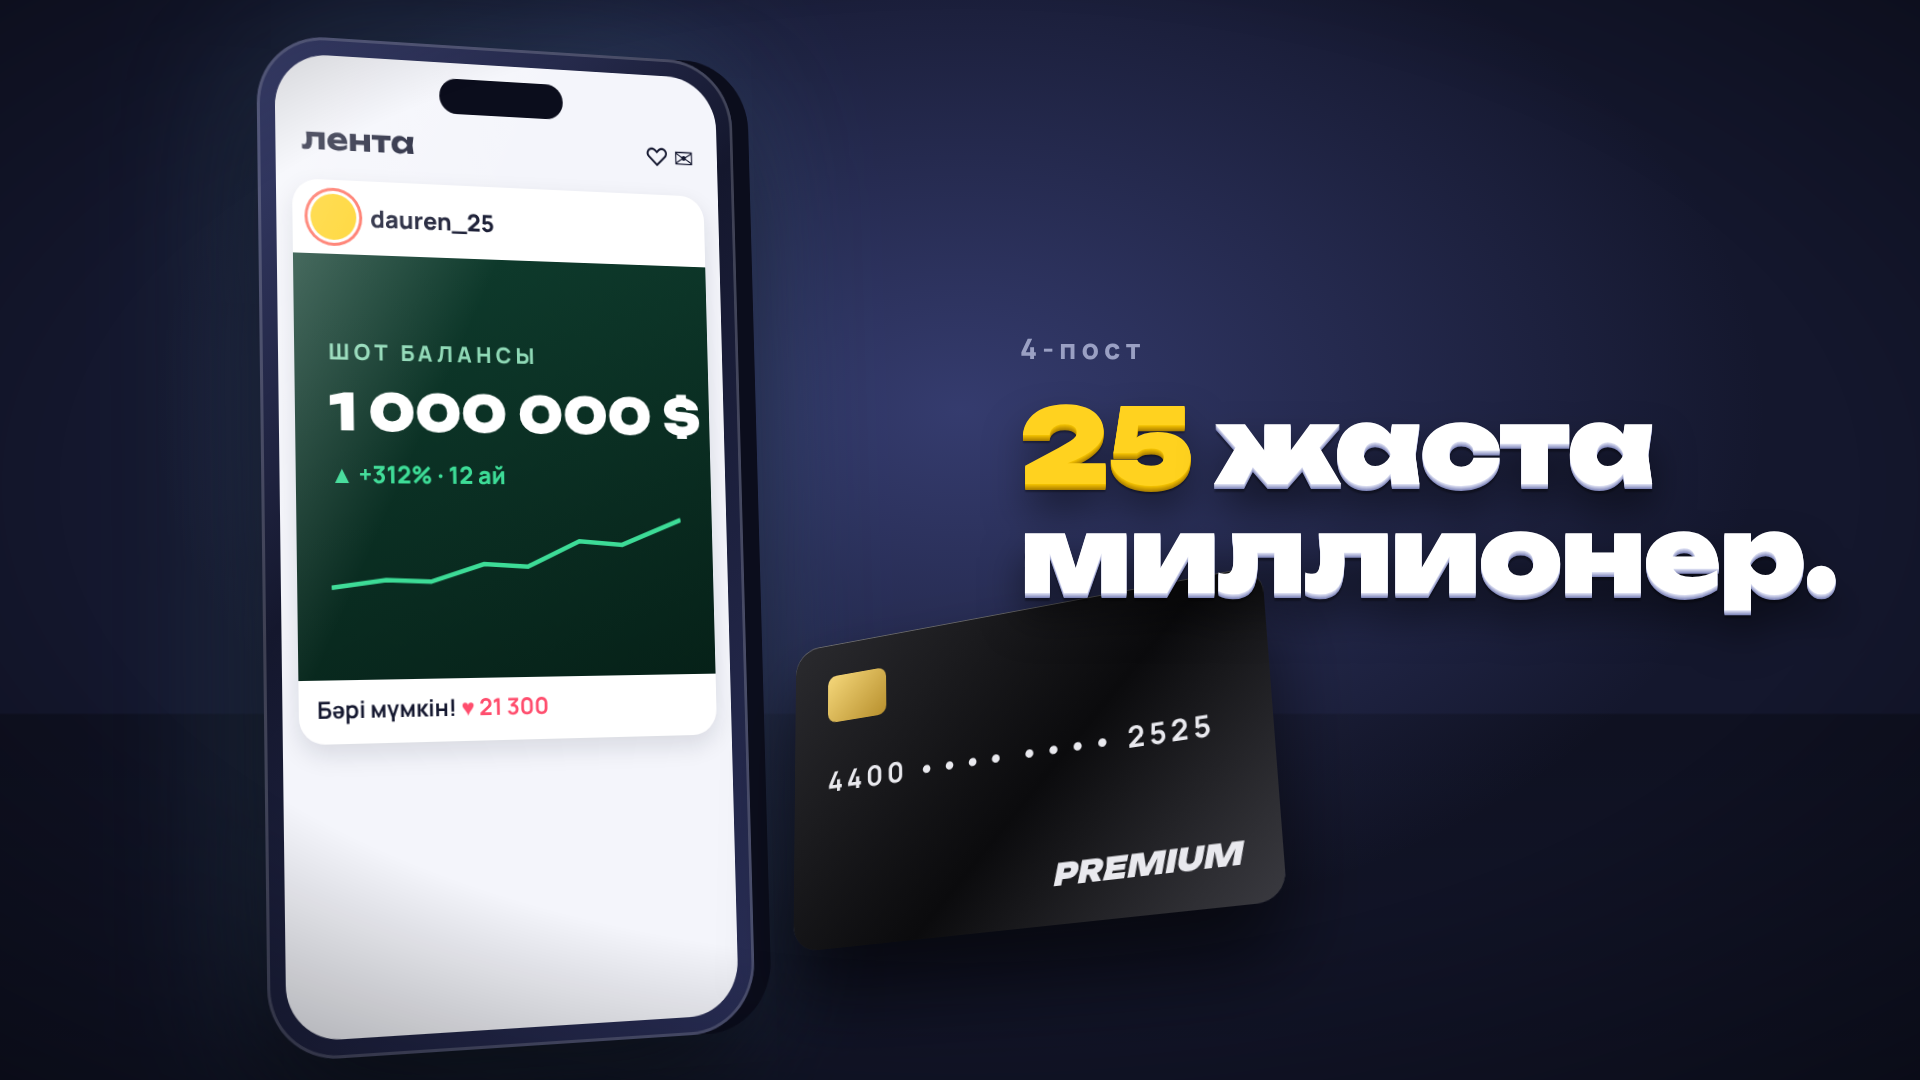 лента
♡ ✉
dauren_25
ШОТ БАЛАНСЫ
1 000 000 $
▲ +312% · 12 ай
Бәрі мүмкін! ♥ 21 300
4-пост
25 жаста
миллионер.
4400 •••• •••• 2525
PREMIUM